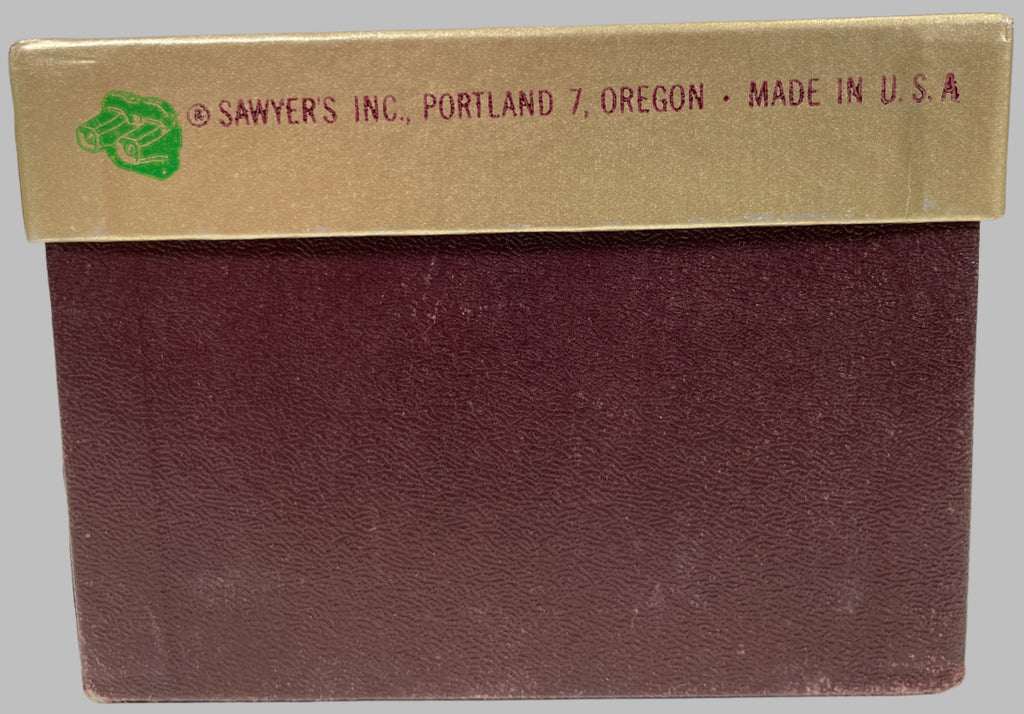 ® SAWYER'S INC., PORTLAND 7, OREGON · MADE IN U.S.A